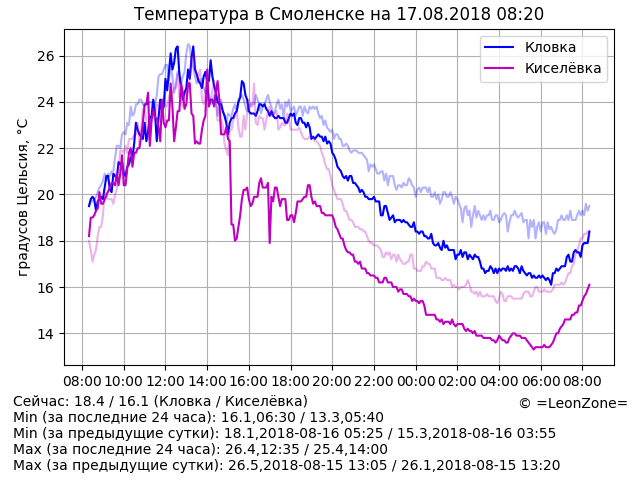 Температура в Смоленске на 17.08.2018 08:20
градусов Цельсия, °C
26
24
22
20
18
16
14
Кловка
Киселёвка
08:00 10:00 12:00 14:00 16:00 18:00 20:00 22:00 00:00 02:00 04:00 06:00 08:00
Сейчас: 18.4 / 16.1 (Кловка / Киселёвка)
© =LeonZone=
Min (за последние 24 часа): 16.1,06:30 / 13.3,05:40
Min (за предыдущие сутки): 18.1,2018-08-16 05:25 / 15.3,2018-08-16 03:55
Max (за последние 24 часа): 26.4,12:35 / 25.4,14:00
Max (за предыдущие сутки): 26.5,2018-08-15 13:05 / 26.1,2018-08-15 13:20